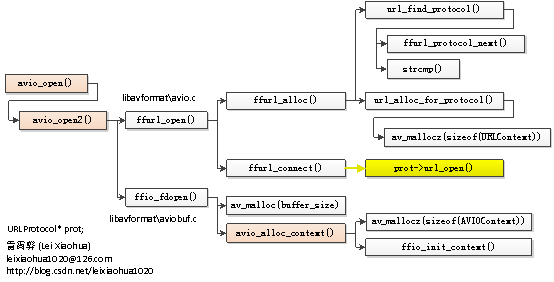 url_find_protocol()
ffurl_protocol_next()
strcmp()
avio_open()
libavformat\avio.c
ffurl_alloc()
url_alloc_for_protocol()
avio_open2()
ffurl_open()
av_mallocz(sizeof(URLContext))
ffurl_connect()
prot->url_open()
ffio_fdopen()
av_malloc(buffer_size)
libavformat\aviobuf.c
avio_alloc_context()
av_mallocz(sizeof(AVIOContext))
ffio_init_context()
URLProtocol* prot;
雷霄骅 (Lei Xiaohua)
leixiaohua1020@126.com
http://blog.csdn.net/leixiaohua1020